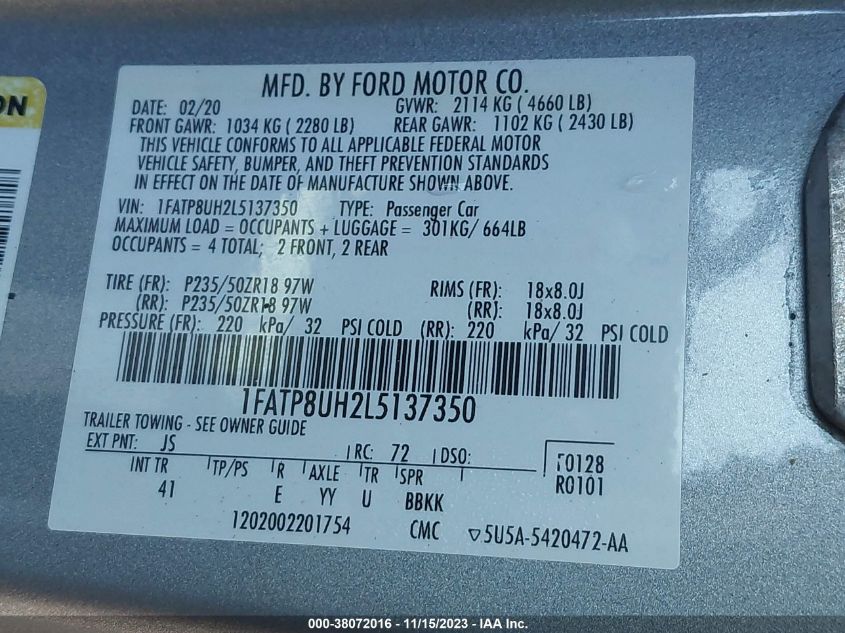 ON
MFD. BY FORD MOTOR CO.
DATE: 02/20 GVWR: 2114 KG ( 4660 LB)
FRONT GAWR: 1034 KG ( 2280 LB) REAR GAWR: 1102 KG ( 2430 LB)
THIS VEHICLE CONFORMS TO ALL APPLICABLE FEDERAL MOTOR
VEHICLE SAFETY, BUMPER, AND THEFT PREVENTION STANDARDS
IN EFFECT ON THE DATE OF MANUFACTURE SHOWN ABOVE.
VIN: 1FATP8UH2L5137350 TYPE: Passenger Car
MAXIMUM LOAD = OCCUPANTS + LUGGAGE = 301KG/ 664LB
OCCUPANTS = 4 TOTAL; 2 FRONT, 2 REAR
TIRE (FR): P235/50ZR18 97W RIMS (FR): 18x8.0J
(RR): P235/50ZR18 97W (RR): 18x8.0J
PRESSURE (FR): 220 kPa/ 32 PSI COLD (RR): 220 kPa/ 32 PSI COLD
1FATP8UH2L5137350
TRAILER TOWING - SEE OWNER GUIDE
EXT PNT: JS RC: 72 DSO:
INT TR TP/PS R AXLE TR SPR
41 E YY U BBKK
F0128
R0101
1202002201754 CMC ▽5U5A-5420472-AA
000-38072016 - 11/15/2023 - IAAI Inc.